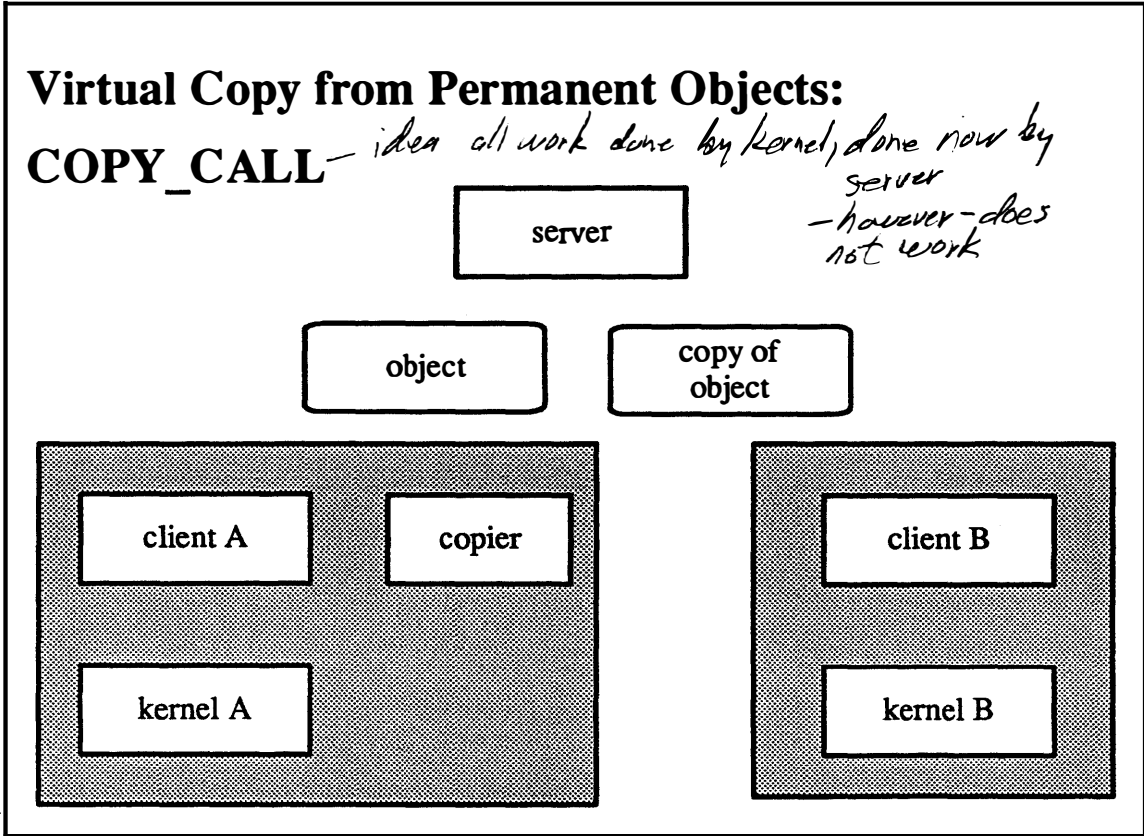 Virtual Copy from Permanent Objects:
COPY_CALL – idea all work done by kernel, done now by
server
– however – does
not work
server
object
copy of
object
client A
copier
client B
kernel A
kernel B